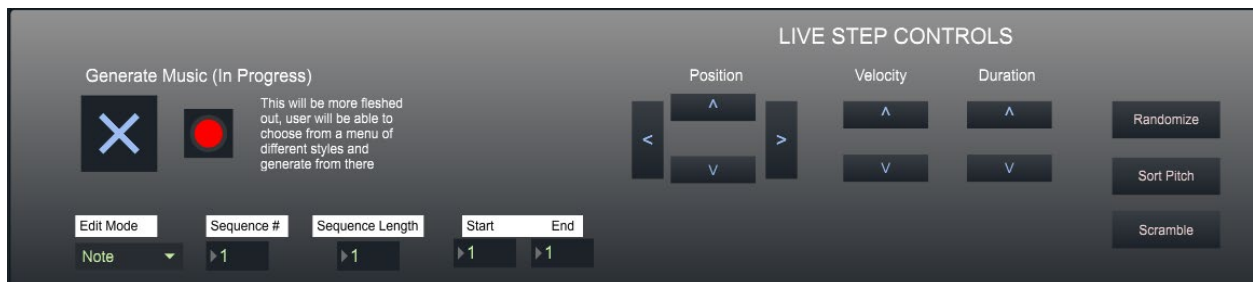 LIVE STEP CONTROLS
Generate Music (In Progress)
This will be more fleshed
out, user will be able to
choose from a menu of
different styles and
generate from there
Position
Velocity
Duration
<
^
v
>
^
v
^
v
Randomize
Sort Pitch
Scramble
Edit Mode
Sequence #
Sequence Length
Start
End
Note
1
1
1
1